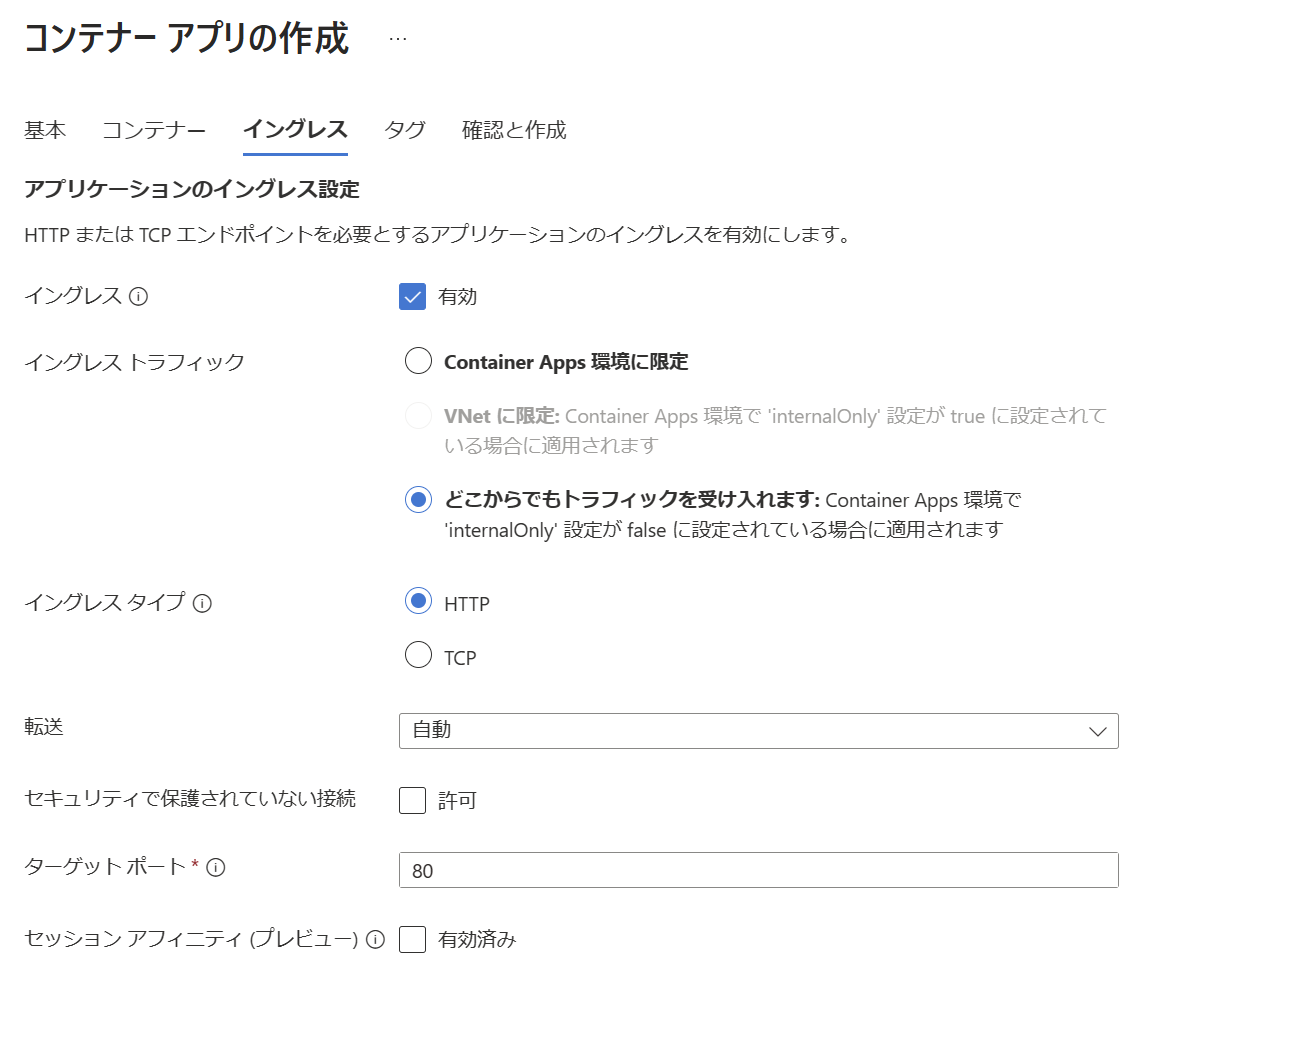 コンテナー アプリの作成 …
基本 コンテナー イングレス タグ 確認と作成
アプリケーションのイングレス設定
HTTP または TCP エンドポイントを必要とするアプリケーションのイングレスを有効にします。
イングレス 有効
イングレス トラフィック Container Apps 環境に限定
VNet に限定: Container Apps 環境で 'internalOnly' 設定が true に設定されて
いる場合に適用されます
どこからでもトラフィックを受け入れます: Container Apps 環境で
'internalOnly' 設定が false に設定されている場合に適用されます
イングレス タイプ HTTP
TCP
転送 自動
セキュリティで保護されていない接続 許可
ターゲット ポート * 80
セッション アフィニティ (プレビュー) 有効済み